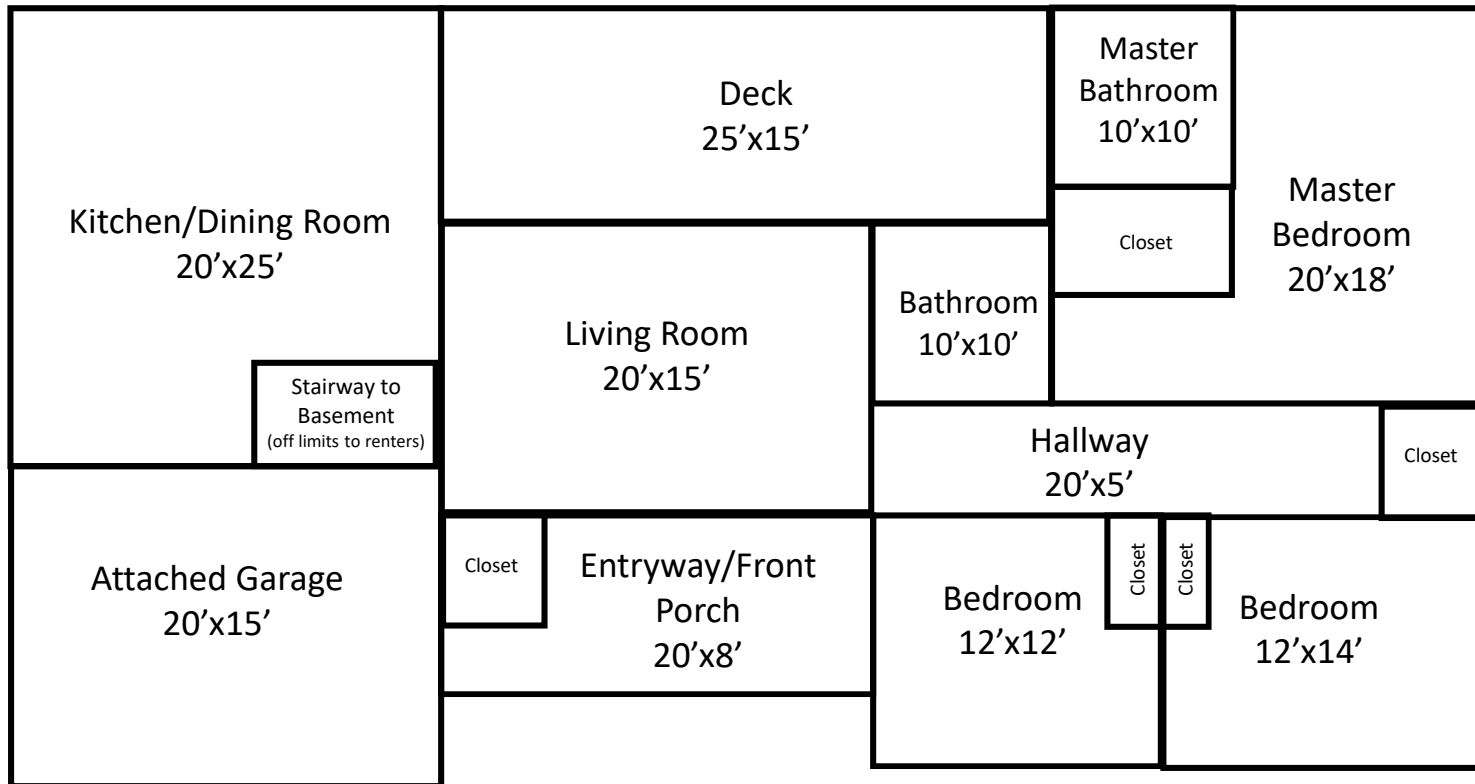 Kitchen/Dining Room
20’x25’
Stairway to
Basement
(off limits to renters)
Attached Garage
20’x15’
Deck
25’x15’
Living Room
20’x15’
Closet
Entryway/Front
Porch
20’x8’
Bathroom
10’x10’
Master
Bathroom
10’x10’
Closet
Master
Bedroom
20’x18’
Hallway
20’x5’
Closet
Bedroom
12’x12’
Closet
Closet
Bedroom
12’x14’